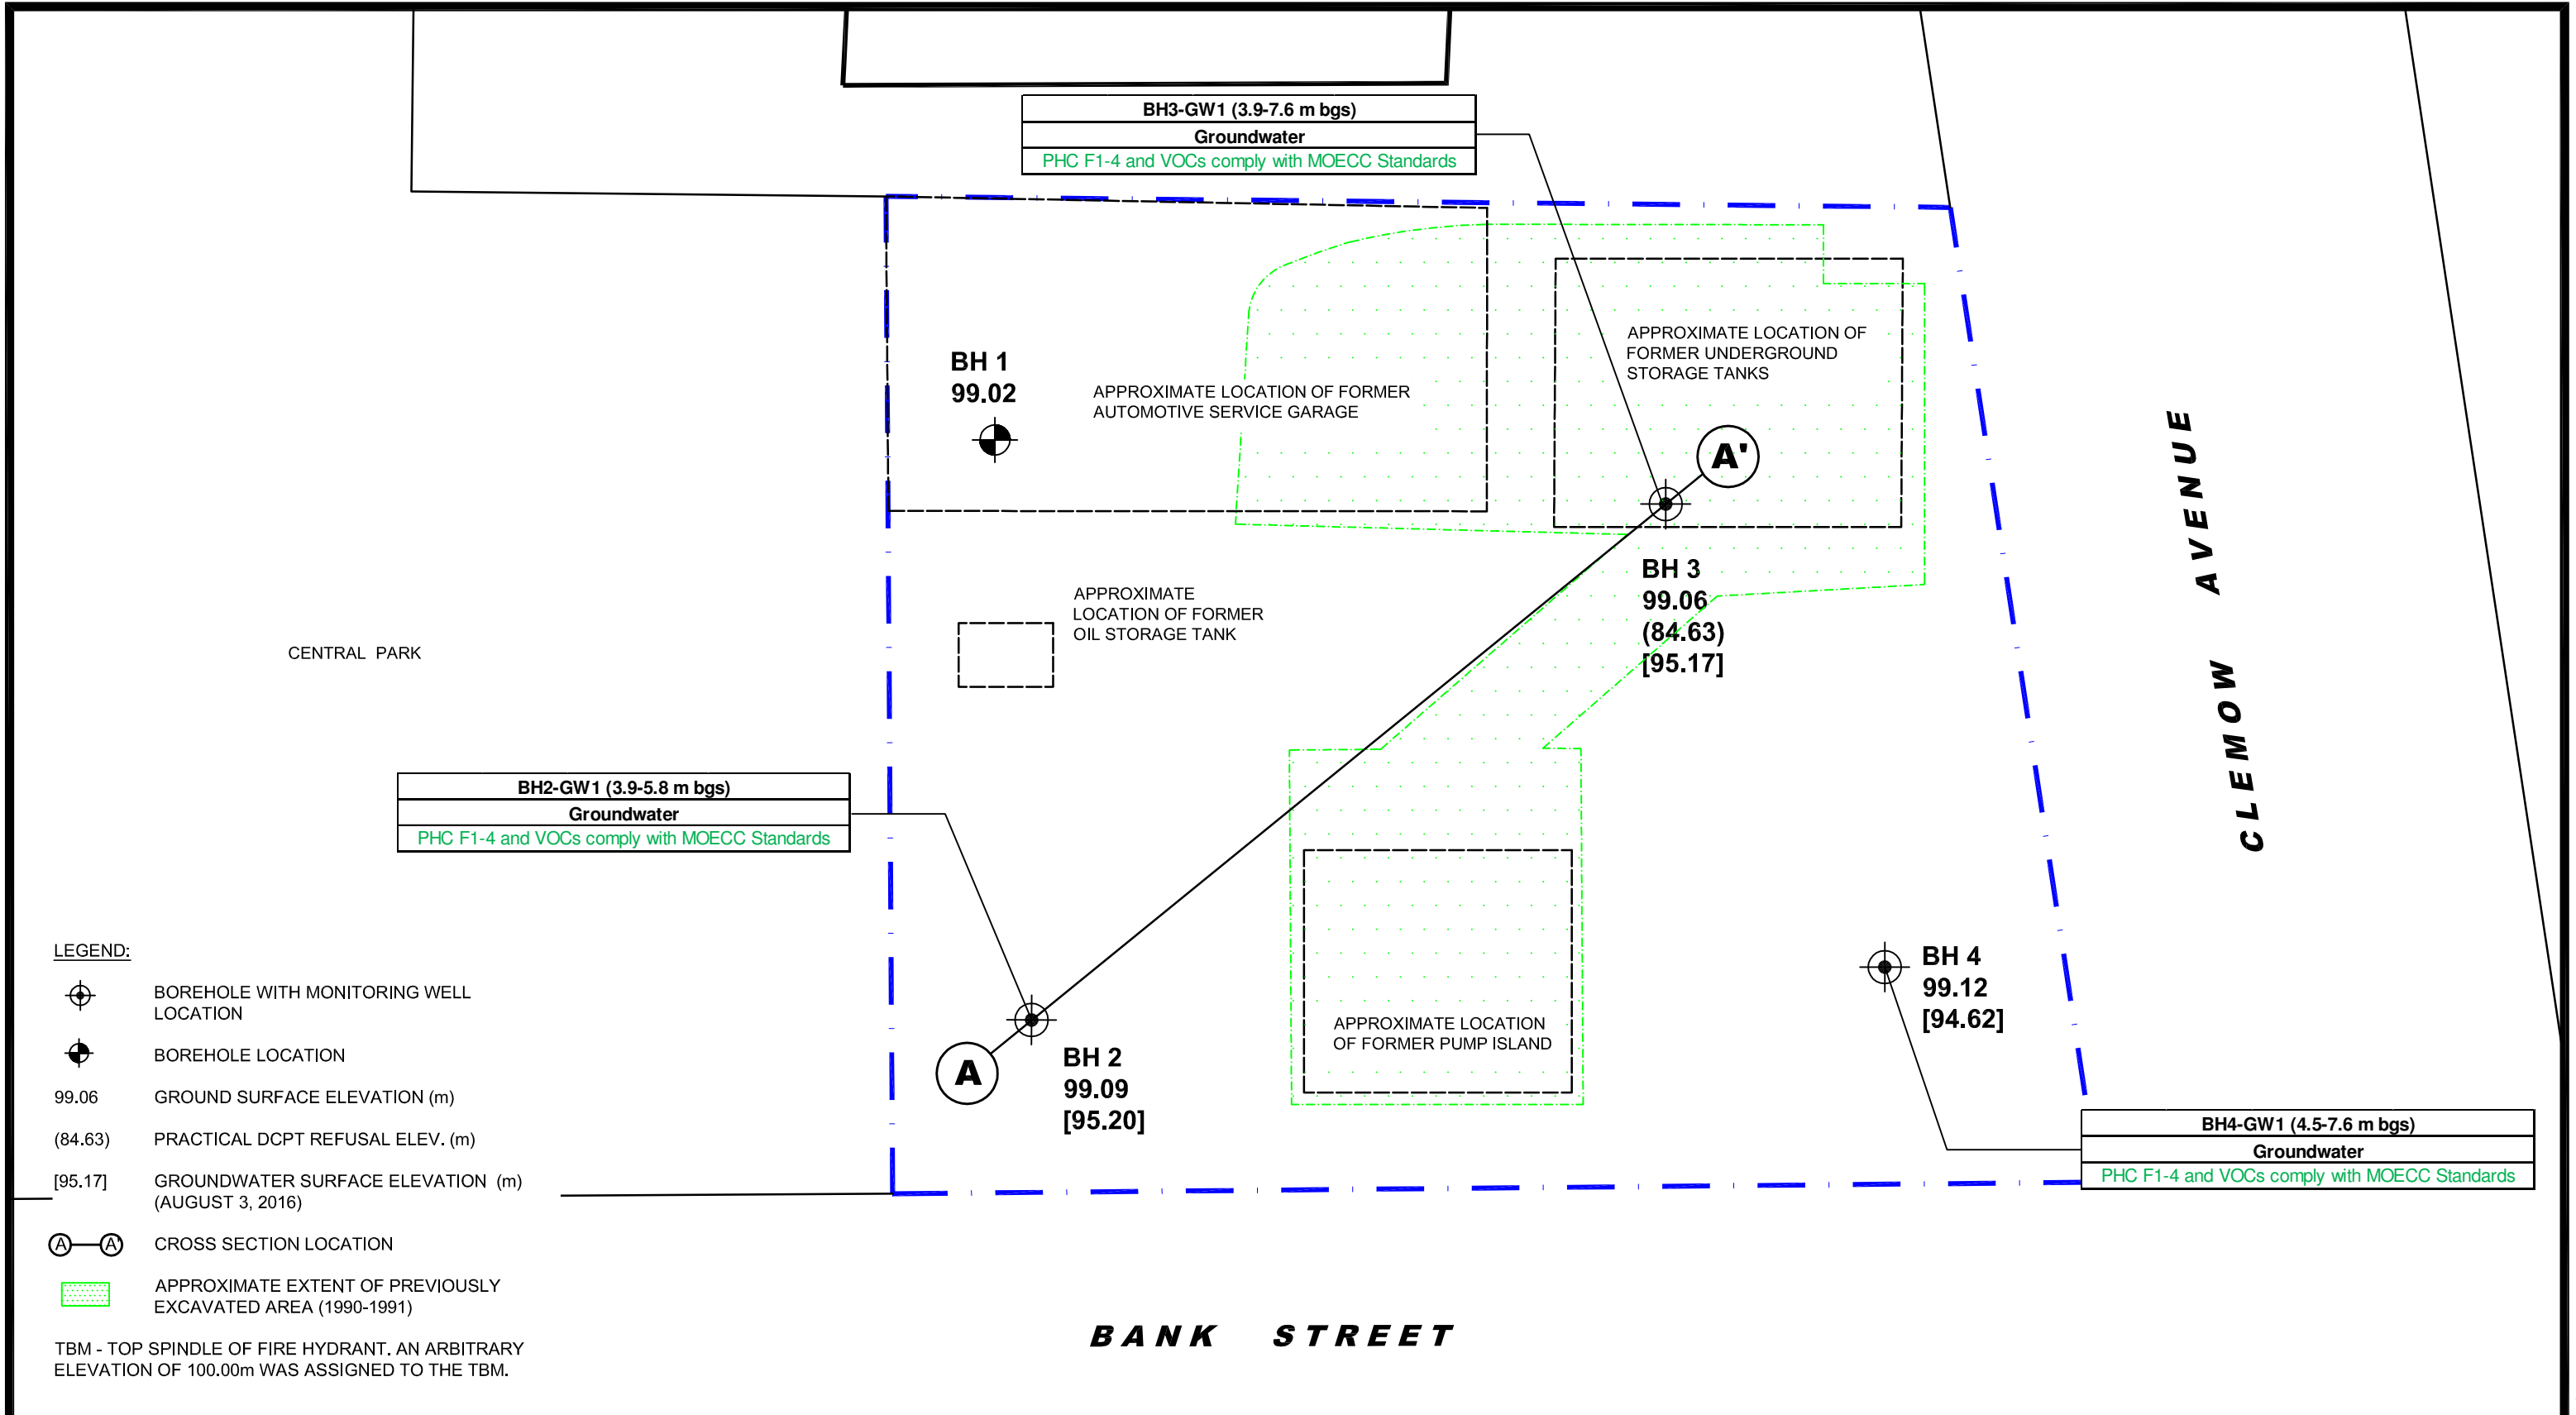 BH3-GW1 (3.9-7.6 m bgs)
Groundwater
PHC F1-4 and VOCs comply with MOECC Standards
APPROXIMATE LOCATION OF
FORMER UNDERGROUND
STORAGE TANKS
BH 1
99.02
APPROXIMATE LOCATION OF FORMER
AUTOMOTIVE SERVICE GARAGE
A'
BH 3
99.06
(84.63)
[95.17]
APPROXIMATE
LOCATION OF FORMER
OIL STORAGE TANK
CENTRAL PARK
CLEMOW AVENUE
BH2-GW1 (3.9-5.8 m bgs)
Groundwater
PHC F1-4 and VOCs comply with MOECC Standards
BH 4
99.12
[94.62]
APPROXIMATE LOCATION
OF FORMER PUMP ISLAND
A
BH 2
99.09
[95.20]
BH4-GW1 (4.5-7.6 m bgs)
Groundwater
PHC F1-4 and VOCs comply with MOECC Standards
LEGEND:
BOREHOLE WITH MONITORING WELL
LOCATION
BOREHOLE LOCATION
99.06 GROUND SURFACE ELEVATION (m)
(84.63) PRACTICAL DCPT REFUSAL ELEV. (m)
[95.17] GROUNDWATER SURFACE ELEVATION (m)
(AUGUST 3, 2016)
A A' CROSS SECTION LOCATION
APPROXIMATE EXTENT OF PREVIOUSLY
EXCAVATED AREA (1990-1991)
TBM - TOP SPINDLE OF FIRE HYDRANT. AN ARBITRARY
ELEVATION OF 100.00m WAS ASSIGNED TO THE TBM.
BANK STREET